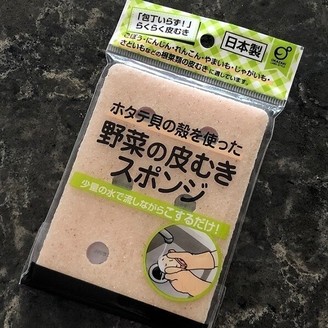 「包丁いらず!」
らくらく皮むき
日本製
ごぼう・にんじん・れんこん・やまいも・じゃがいも・
さといもなどの根菜類の皮むきに適しています。
ホタテ貝の殻を使った
野菜の皮むき
スポンジ
少量の水で流しながらこするだけ!